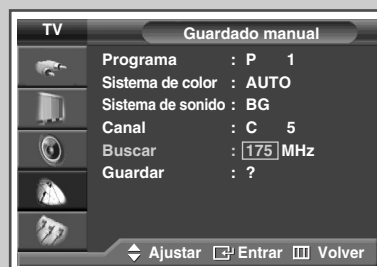 TV
Guardado manual
Programa : P 1
Sistema de color : AUTO
Sistema de sonido : BG
Canal : C 5
Buscar : 175 MHz
Guardar : ?
Ajustar Entrar Volver